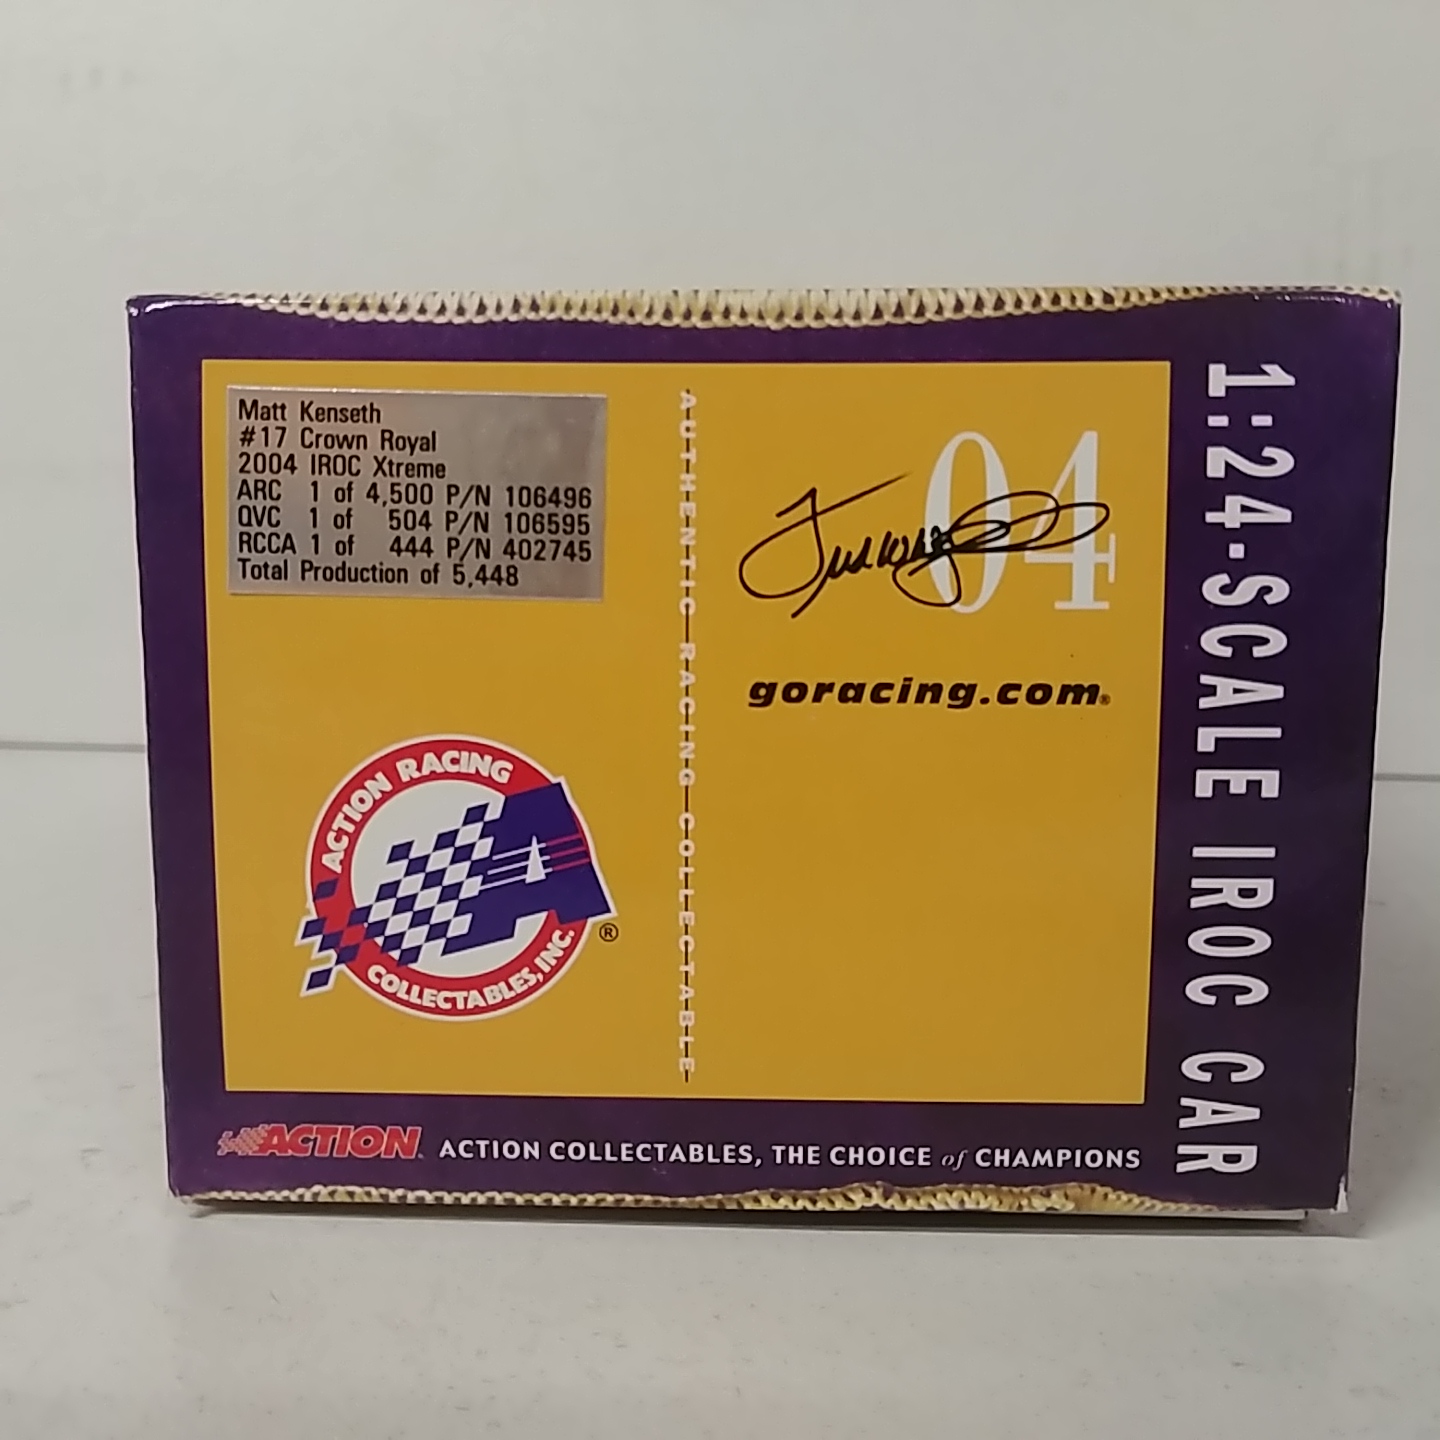 Matt Kenseth
#17 Crown Royal
2004 IROC Xtreme
ARC 1 of 4,500 P/N 106496
QVC 1 of 504 P/N 106595
RCCA 1 of 444 P/N 402745
Total Production of 5,448
AUTHENTIC RACING COLLECTABLE
04
goracing.com®
ACTION RACING
COLLECTABLES, INC.
®
1:24-SCALE IROC CAR
ACTION
ACTION COLLECTABLES, THE CHOICE of CHAMPIONS